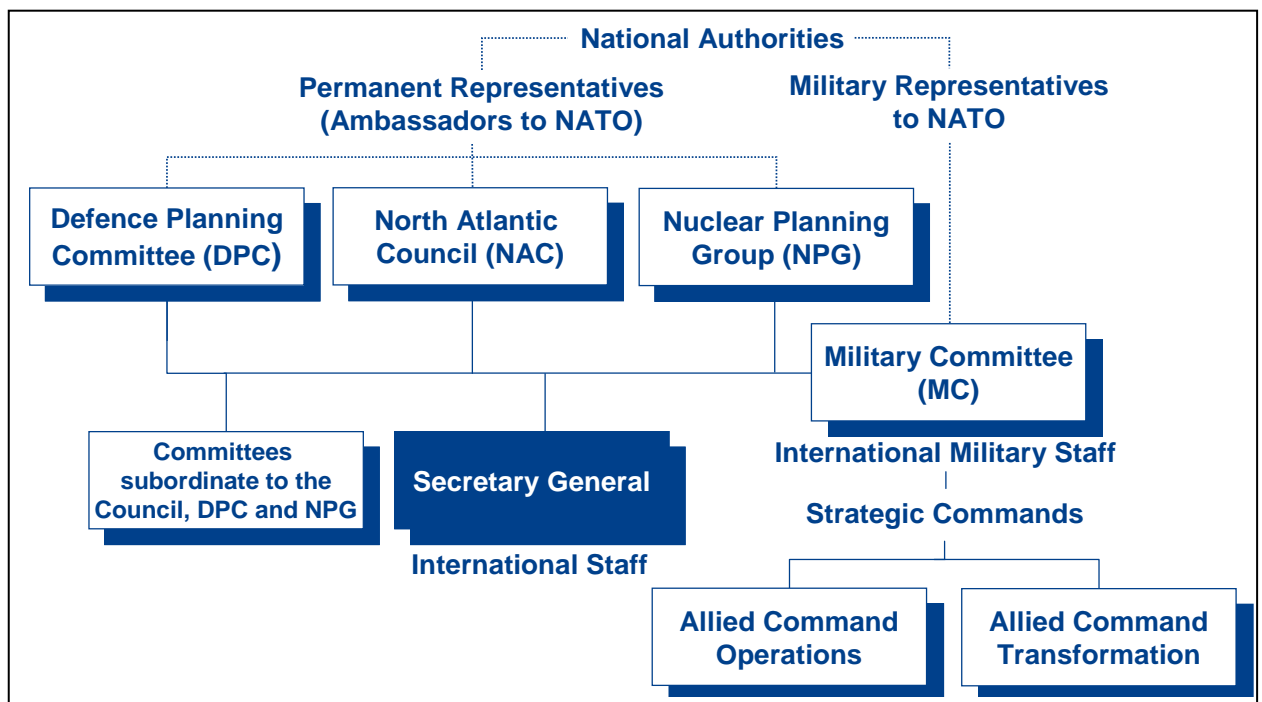 National Authorities
Permanent Representatives
(Ambassadors to NATO)
Military Representatives
to NATO
Defence Planning
Committee (DPC)
North Atlantic
Council (NAC)
Nuclear Planning
Group (NPG)
Military Committee
(MC)
International Military Staff
Committees
subordinate to the
Council, DPC and NPG
Secretary General
International Staff
Strategic Commands
Allied Command
Operations
Allied Command
Transformation